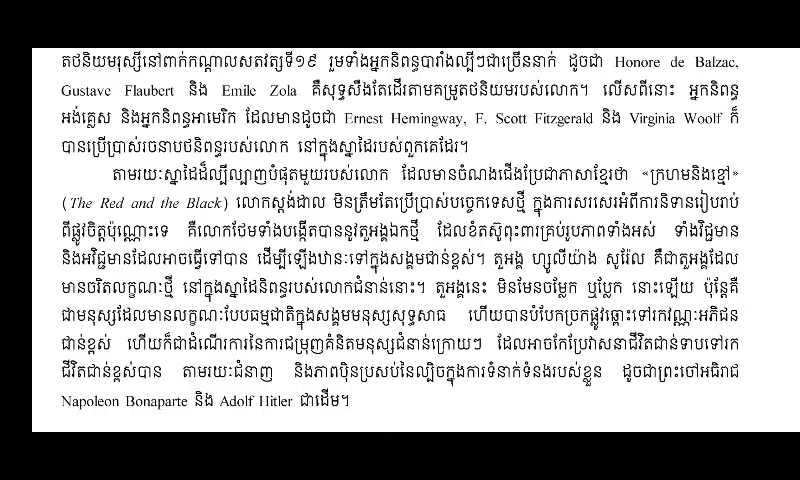 តថនិយមរុស្ស៊ីនៅពាក់កណ្ដាលសតវត្សទី១៩ រួមទាំងអ្នកនិពន្ធបារាំងល្បីៗជាច្រើននាក់ ដូចជា Honore de Balzac,
Gustave Flaubert និង Emile Zola គឺសុទ្ធសឹងតែដើរតាមគម្រូតថនិយមរបស់លោក។ លើសពីនោះ អ្នកនិពន្ធ
អង់គ្លេស និងអ្នកនិពន្ធអាមេរិក ដែលមានដូចជា Ernest Hemingway, F. Scott Fitzgerald និង Virginia Woolf ក៏
បានប្រើប្រាស់រចនាបថនិពន្ធរបស់លោក នៅក្នុងស្នាដៃរបស់ពួកគេដែរ។
តាមរយៈស្នាដៃដ៏ល្បីល្បាញបំផុតមួយរបស់លោក ដែលមានចំណងជើងប្រែជាភាសាខ្មែរថា «ក្រហមនិងខ្មៅ»
(The Red and the Black) លោកស្តង់ដាល មិនត្រឹមតែប្រើប្រាស់បច្ចេកទេសថ្មី ក្នុងការសរសេរអំពីការនិទានរៀបរាប់
ពីផ្លូវចិត្តប៉ុណ្ណោះទេ គឺលោកថែមទាំងបង្កើតបាននូវតួអង្គឯកថ្មី ដែលខំតស៊ូពុះពារគ្រប់រូបភាពទាំងអស់ ទាំងវិជ្ជមាន
និងអវិជ្ជមានដែលអាចធ្វើទៅបាន ដើម្បីឡើងឋានៈទៅក្នុងសង្គមជាន់ខ្ពស់។ តួអង្គ ហ្សូលីយ៉ាង សូរ៉ែល គឺជាតួអង្គដែល
មានចរិតលក្ខណៈថ្មី នៅក្នុងស្នាដៃនិពន្ធរបស់លោកជំនាន់នោះ។ តួអង្គនេះ មិនមែនចម្លែក ឬប្លែក នោះឡើយ ប៉ុន្តែគឺ
ជាមនុស្សដែលមានលក្ខណៈបែបធម្មជាតិក្នុងសង្គមមនុស្សសុទ្ធសាធ ហើយបានបំបែកច្រកផ្លូវឆ្ពោះទៅរកវណ្ណៈអភិជន
ជាន់ខ្ពស់ ហើយក៏ជាដំណើរការនៃការជម្រុញគំនិតមនុស្សជំនាន់ក្រោយៗ ដែលអាចកែប្រែវាសនាជីវិតជាន់ទាបទៅរក
ជីវិតជាន់ខ្ពស់បាន តាមរយៈជំនាញ និងភាពប៉ិនប្រសប់នៃល្បិចក្នុងការទំនាក់ទំនងរបស់ខ្លួន ដូចជាព្រះចៅអធិរាជ
Napoleon Bonaparte និង Adolf Hitler ជាដើម។